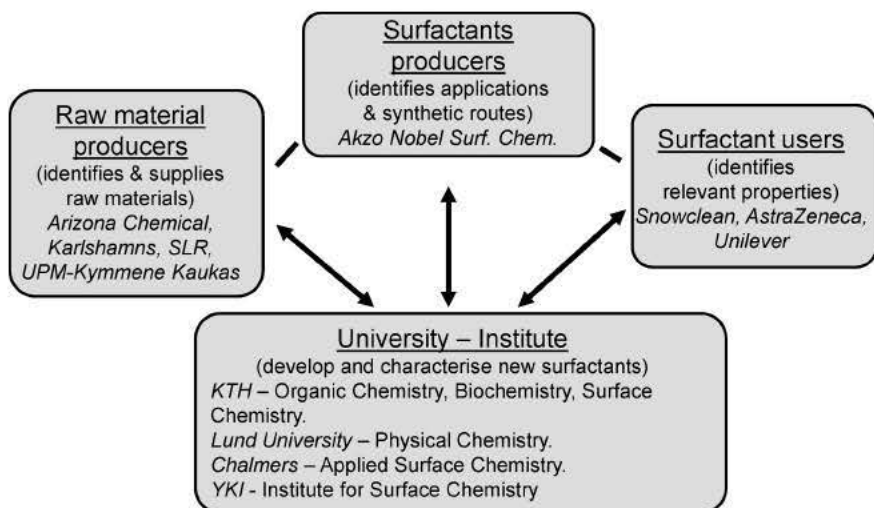 Surfactants
producers
(identifies applications
& synthetic routes)
Akzo Nobel Surf. Chem.
Raw material
producers
(identifies & supplies
raw materials)
Arizona Chemical,
Karlshamns, SLR,
UPM-Kymmene Kaukas
Surfactant users
(identifies
relevant properties)
Snowclean, AstraZeneca,
Unilever
University – Institute
(develop and characterise new surfactants)
KTH – Organic Chemistry, Biochemistry, Surface
Chemistry.
Lund University – Physical Chemistry.
Chalmers – Applied Surface Chemistry.
YKI - Institute for Surface Chemistry